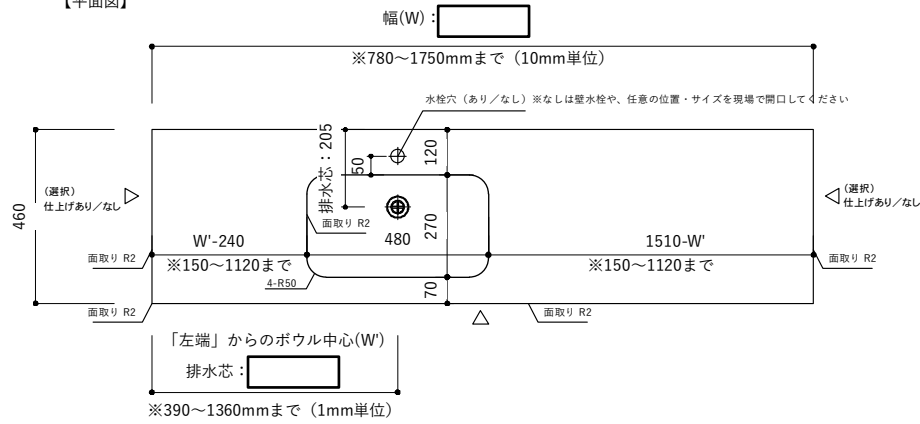 【平面図】
幅(W)：
※780～1750mmまで（10mm単位）
水栓穴（あり／なし）※なしは壁水栓や、任意の位置・サイズを現場で開口してください
排水芯：205
50
120
460
(選択)
仕上げあり／なし
(選択)
仕上げあり／なし
面取り R2
480
270
W'-240
1510-W'
※150～1120まで
※150～1120まで
面取り R2
面取り R2
4-R50
70
面取り R2
面取り R2
「左端」からのボウル中心(W')
排水芯：
※390～1360mmまで（1mm単位）